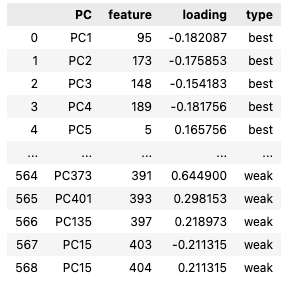 PC feature loading type
0 PC1 95 -0.182087 best
1 PC2 173 -0.175853 best
2 PC3 148 -0.154183 best
3 PC4 189 -0.181756 best
4 PC5 5 0.165756 best
... ... ... ... ...
564 PC373 391 0.644900 weak
565 PC401 393 0.298153 weak
566 PC135 397 0.218973 weak
567 PC15 403 -0.211315 weak
568 PC15 404 0.211315 weak